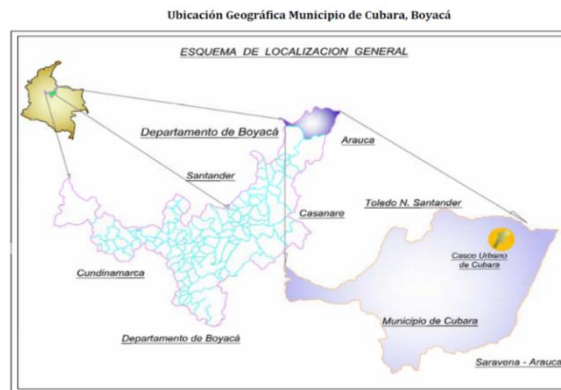 Ubicación Geográfica Municipio de Cubara, Boyacá
ESQUEMA DE LOCALIZACION GENERAL
Departamento de Boyacá
Arauca
Santander
Toledo N. Santander
Casanare
Casco Urbano
de Cubara
Cundinamarca
Municipio de Cubara
Departamento de Boyacá
Saravena - Arauca